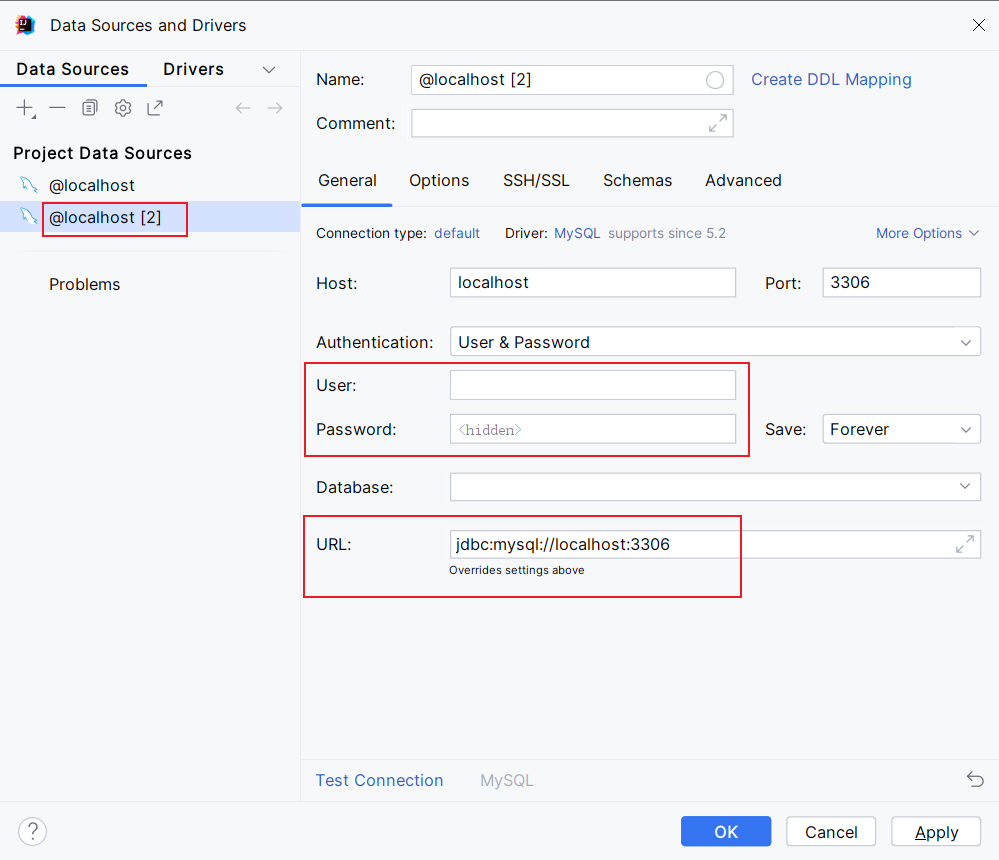 Data Sources and Drivers
Data Sources Drivers
Project Data Sources
@localhost
@localhost [2]
Problems
Name: @localhost [2] Create DDL Mapping
Comment:
General Options SSH/SSL Schemas Advanced
Connection type: default Driver: MySQL supports since 5.2 More Options
Host: localhost Port: 3306
Authentication: User & Password
User:
Password: <hidden> Save: Forever
Database:
URL: jdbc:mysql://localhost:3306
Overrides settings above
Test Connection MySQL
? OK Cancel Apply